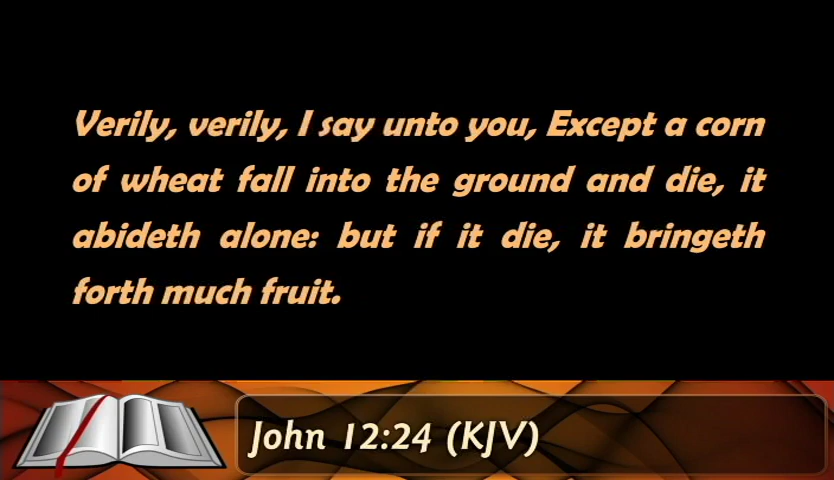 Verily, verily, I say unto you, Except a corn
of wheat fall into the ground and die, it
abideth alone: but if it die, it bringeth
forth much fruit.
John 12:24 (KJV)